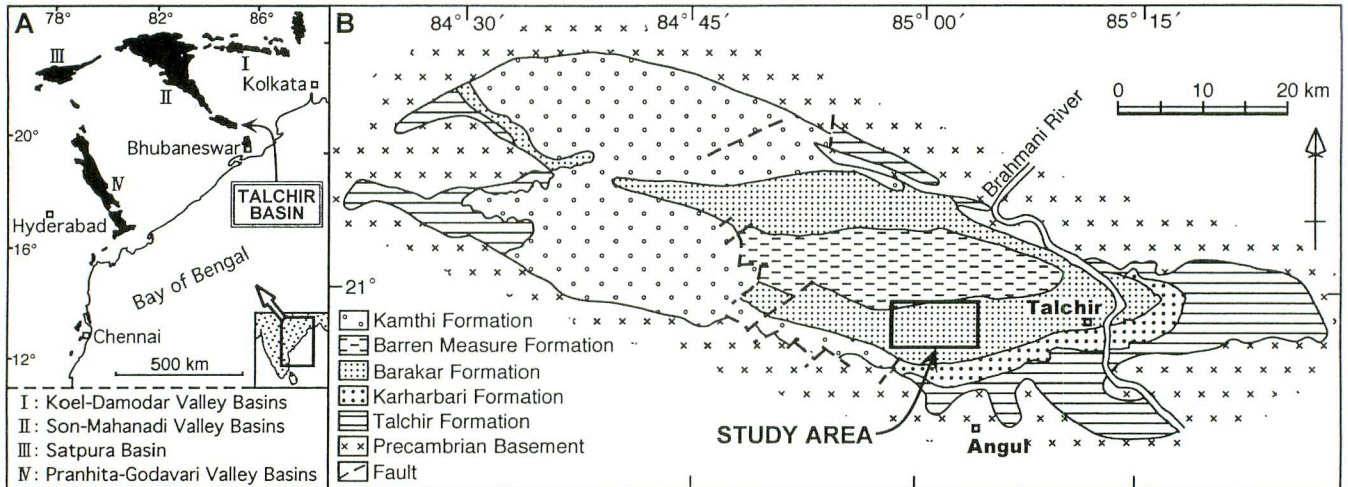 A
78°
82°
86°
Ⅲ
Ⅰ
Kolkata
Ⅱ
20°
Bhubaneswar
Ⅳ
TALCHIR
BASIN
Hyderabad
16°
Bay of Bengal
Chennai
12°
500 km
Ⅰ : Koel-Damodar Valley Basins
Ⅱ : Son-Mahanadi Valley Basins
Ⅲ : Satpura Basin
Ⅳ : Pranhita-Godavari Valley Basins
B
84° 30′
84° 45′
85° 00′
85° 15′
0 10 20 km
Brahmani River
21°
Talchir
Kamthi Formation
Barren Measure Formation
Barakar Formation
Karharbari Formation
Talchir Formation
Precambrian Basement
Fault
STUDY AREA
Angul